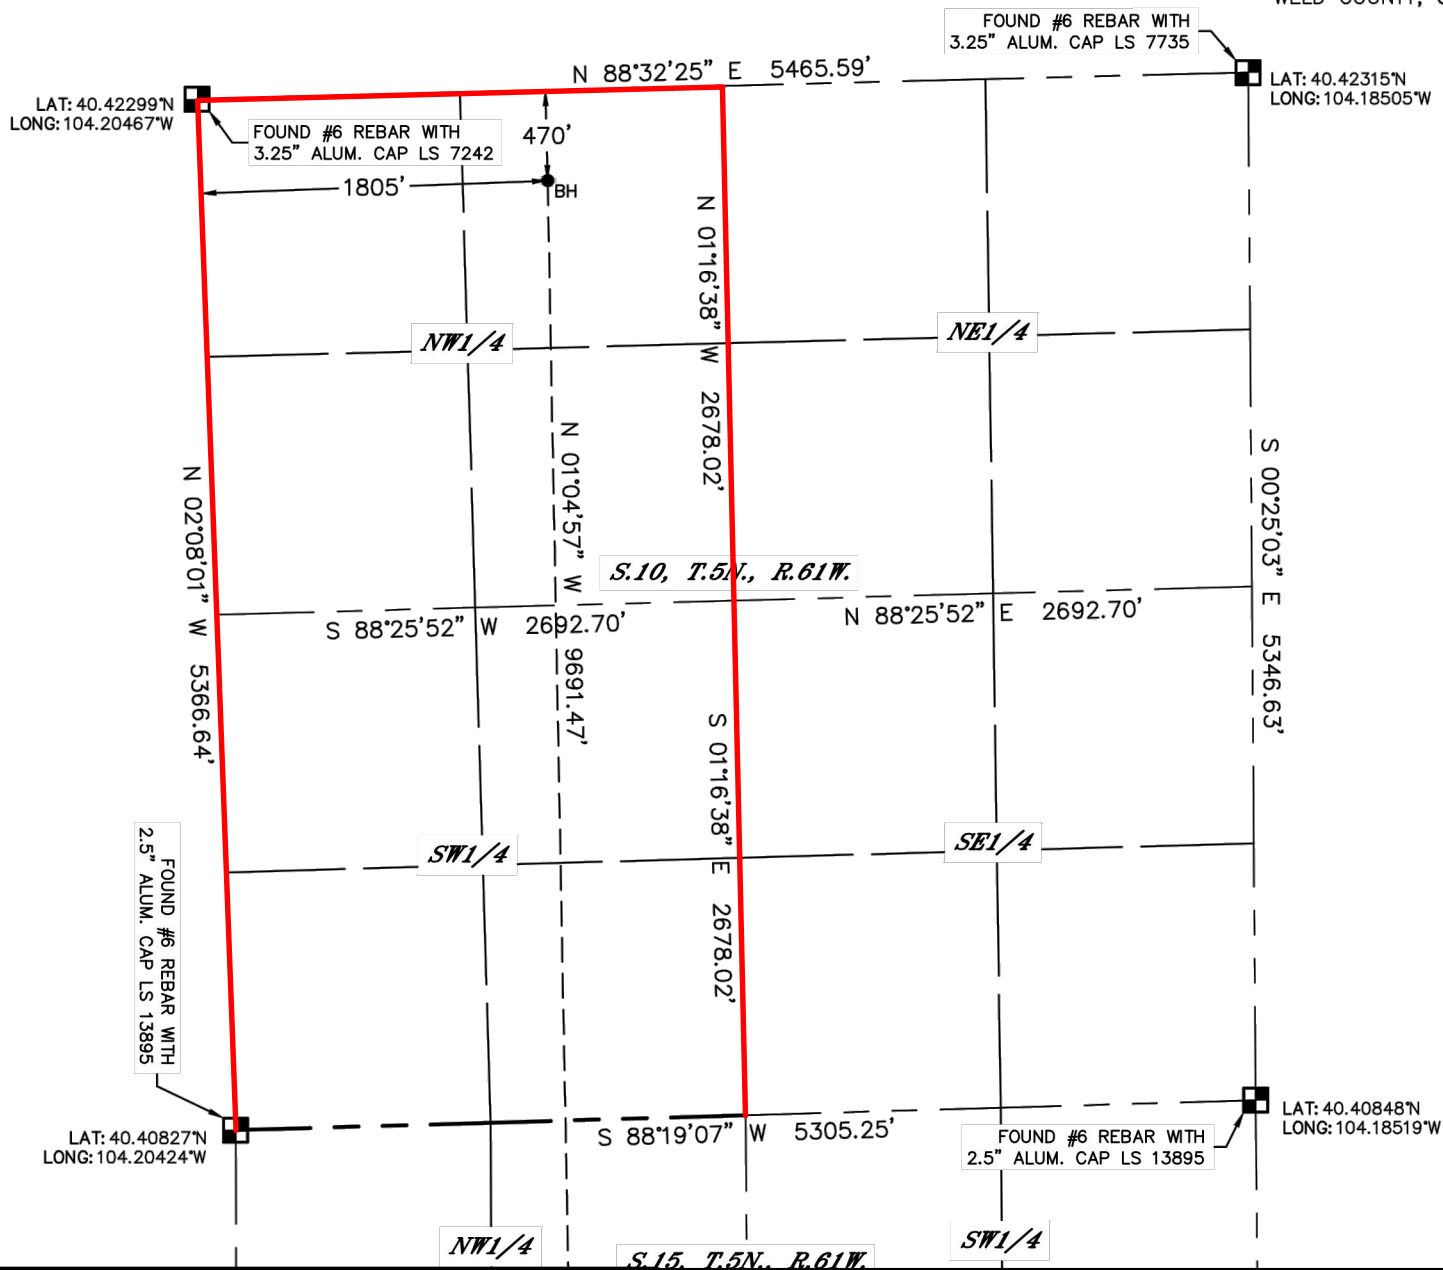 FOUND #6 REBAR WITH
3.25" ALUM. CAP LS 7735
N 88°32'25" E 5465.59'
LAT: 40.42299°N
LONG: 104.20467°W
LAT: 40.42315°N
LONG: 104.18505°W
FOUND #6 REBAR WITH
3.25" ALUM. CAP LS 7242
470'
1805'
BH
N 01°16'38" W 2678.02'
NW1/4
NE1/4
N 02°08'01" W 5366.64'
N 01°04'57" W 9691.47'
S 00°25'03" E 5346.63'
S.10, T.5N., R.61W.
S 88°25'52" W 2692.70'
N 88°25'52" E 2692.70'
S 01°16'38" E 2678.02'
SW1/4
SE1/4
FOUND #6 REBAR WITH
2.5" ALUM. CAP LS 13895
LAT: 40.40827°N
LONG: 104.20424°W
S 88°19'07" W 5305.25'
FOUND #6 REBAR WITH
2.5" ALUM. CAP LS 13895
LAT: 40.40848°N
LONG: 104.18519°W
NW1/4
SW1/4
S.15, T.5N., R.61W.